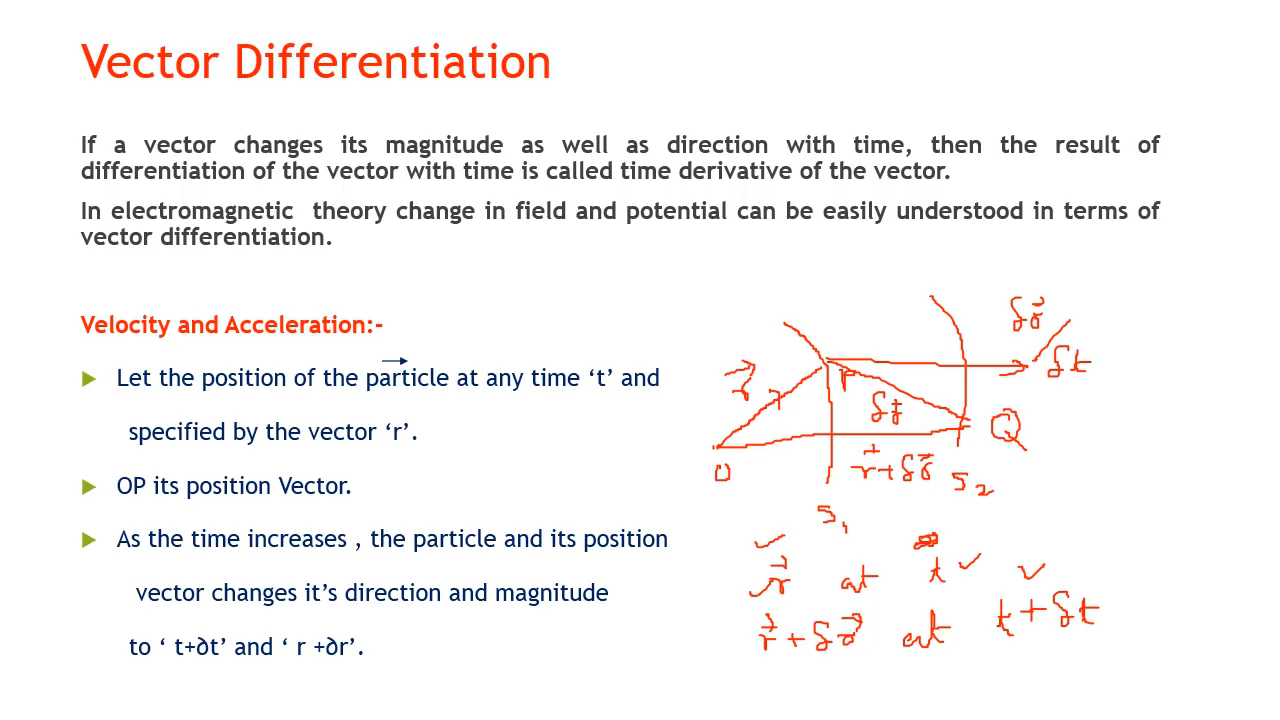 Vector Differentiation
If a vector changes its magnitude as well as direction with time, then the result of
differentiation of the vector with time is called time derivative of the vector.
In electromagnetic theory change in field and potential can be easily understood in terms of
vector differentiation.
Velocity and Acceleration:-
Let the position of the particle at any time ‘t’ and
specified by the vector ‘r’.
OP its position Vector.
As the time increases , the particle and its position
vector changes it’s direction and magnitude
to ‘ t+∂t’ and ‘ r +∂r’.
δr⃗
δt
r⃗
Q
O
r⃗+δr⃗
S₂
S₁
r⃗ at t
r⃗ + δr⃗ at t + δt